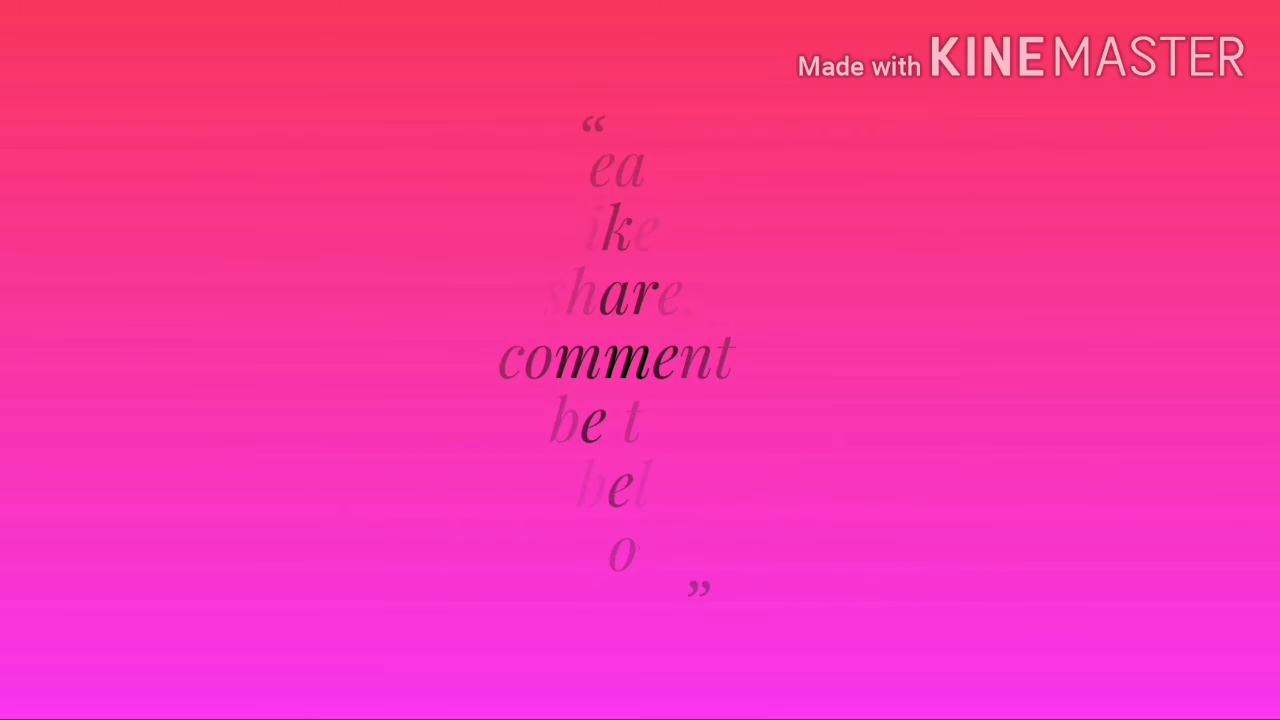 Made with KINEMASTER
“
ea
ike
share,
comment
be t
bel
o
”